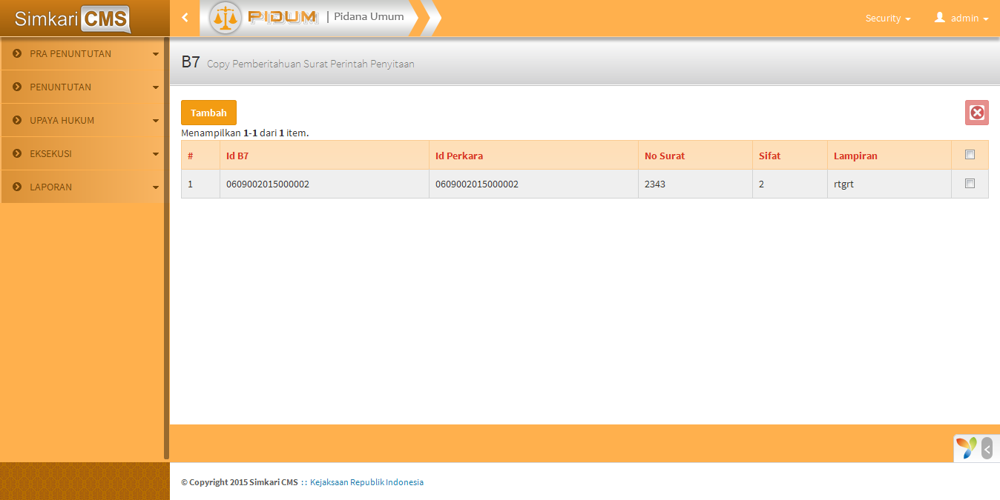 Simkari CMS
PIDUM | Pidana Umum
Security
admin
PRA PENUNTUTAN
PENUNTUTAN
UPAYA HUKUM
EKSEKUSI
LAPORAN
B7 Copy Pemberitahuan Surat Perintah Penyitaan
Tambah
Menampilkan 1-1 dari 1 item.
# Id B7 Id Perkara No Surat Sifat Lampiran
1 0609002015000002 0609002015000002 2343 2 rtgrt
© Copyright 2015 Simkari CMS :: Kejaksaan Republik Indonesia